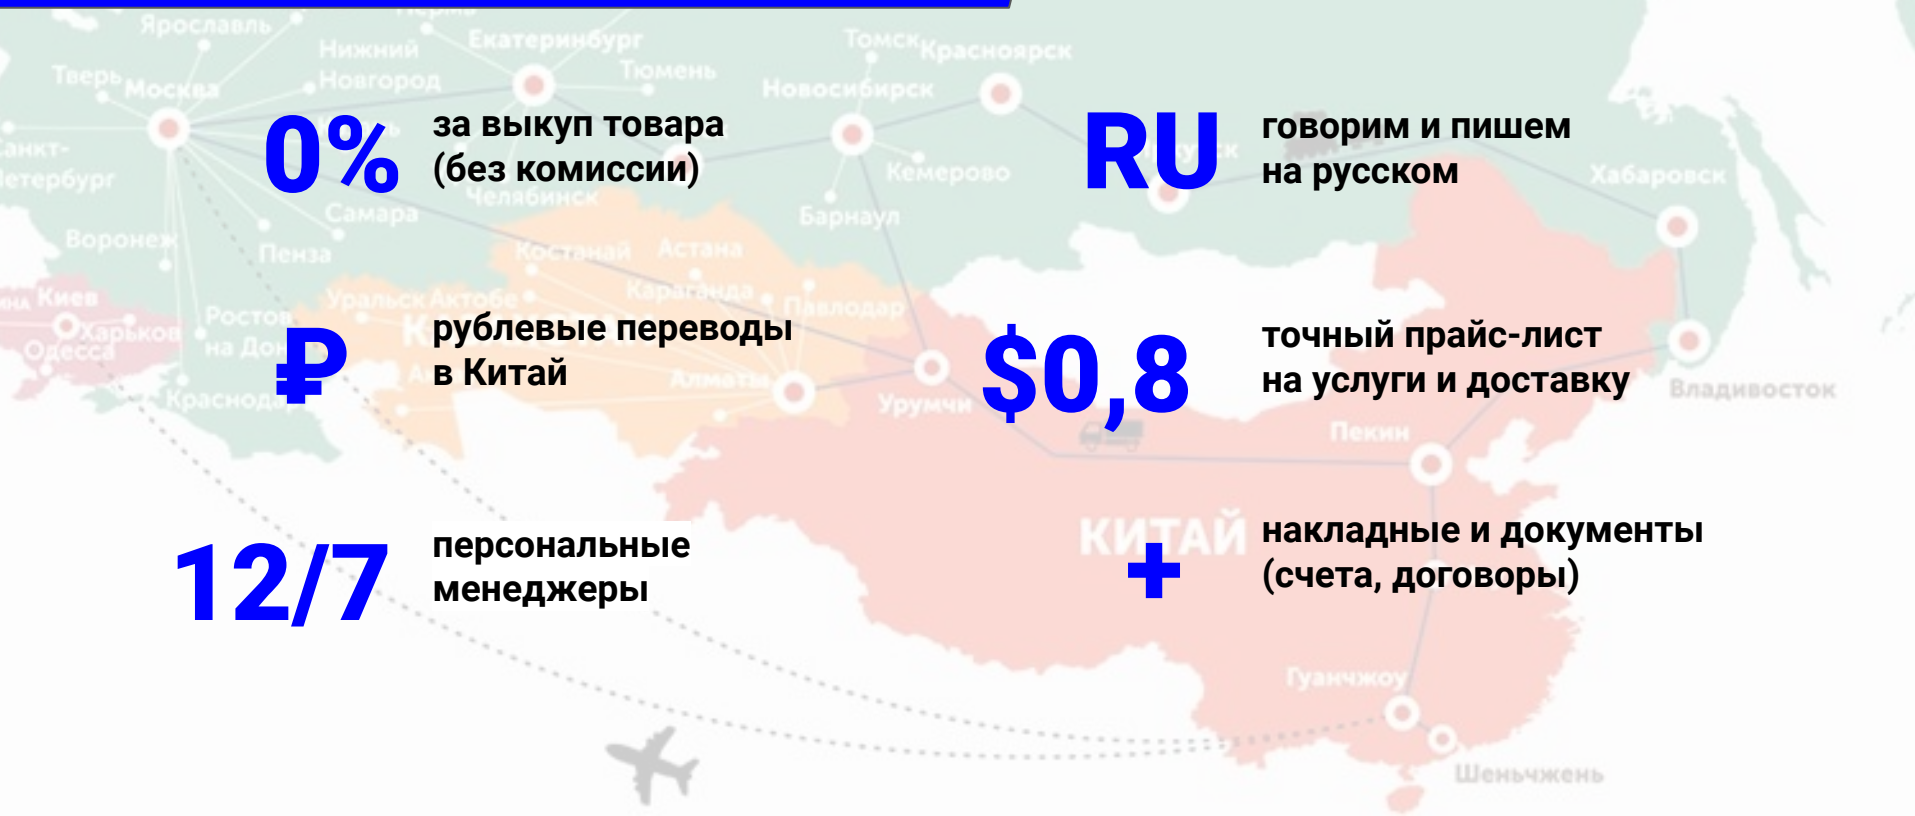 Пермь
Ярославль
Нижний
Новгород
Екатеринбург
Тюмень
Томск
Красноярск
Тверь
Москва
Новосибирск
0%
за выкуп товара
(без комиссии)
RU
говорим и пишем
на русском
Санкт-
Петербург
Челябинск
Кемерово
Хабаровск
Самара
Барнаул
Воронеж
Пенза
Костанай
Астана
Караганда
Павлодар
Уральск
Актобе
Киев
Харьков
Одесса
Ростов
на Дону
₽
рублевые переводы
в Китай
$0,8
точный прайс-лист
на услуги и доставку
Алматы
Урумчи
Краснодар
Владивосток
Пекин
12/7
персональные
менеджеры
КИТАЙ
+
накладные и документы
(счета, договоры)
Гуанчжоу
Шеньчжень